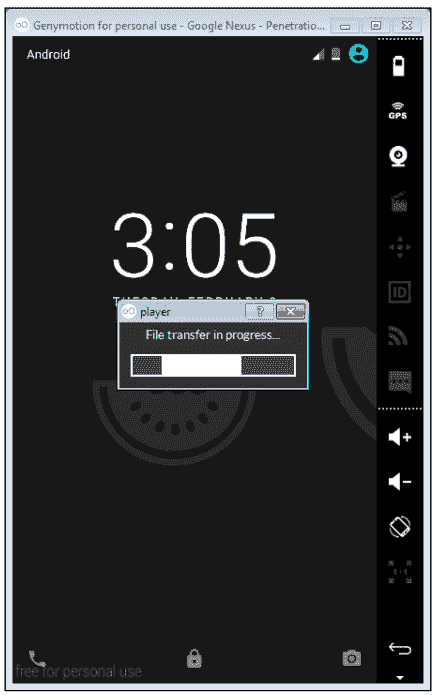 Genymotion for personal use - Google Nexus - Penetratio...
Android
GPS
3:05
player
File transfer in progress...
ID
free for personal use